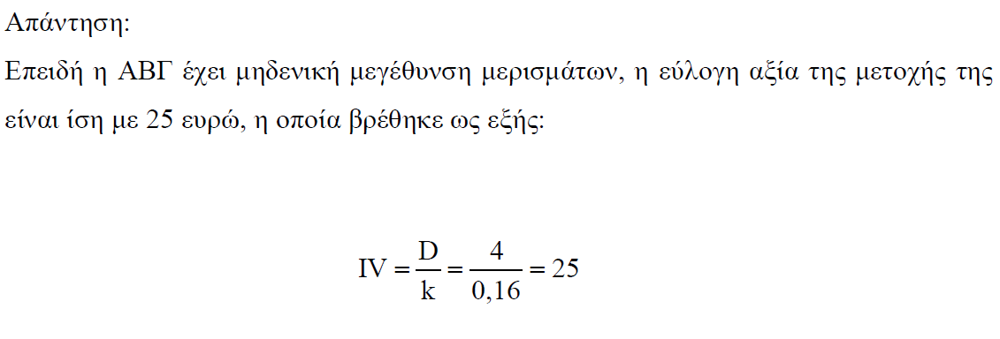 Απάντηση:
Επειδή η ΑΒΓ έχει μηδενική μεγέθυνση μερισμάτων, η εύλογη αξία της μετοχής της
είναι ίση με 25 ευρώ, η οποία βρέθηκε ως εξής:
IV = D/k = 4/0,16 = 25